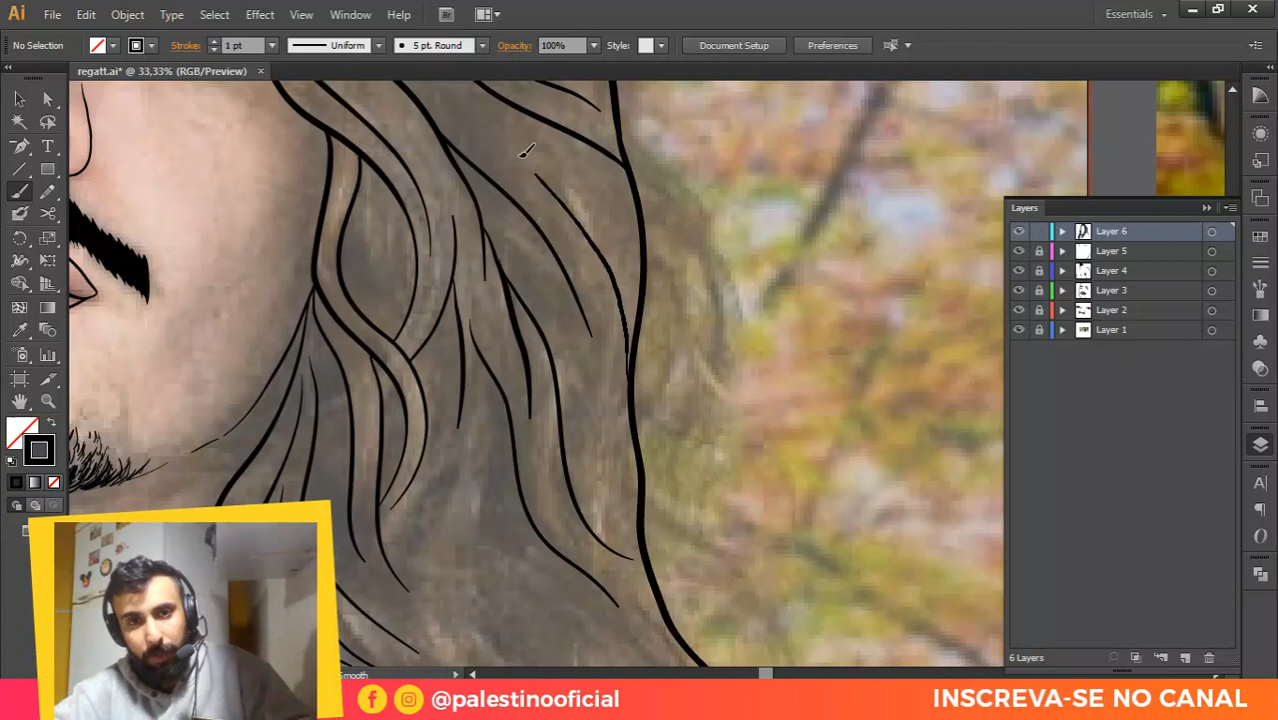 Ai File Edit Object Type Select Effect View Window Help Br Essentials
No Selection Stroke: 1 pt Uniform 5 pt. Round Opacity: 100% Style: Document Setup Preferences
regatt.ai* @ 33,33% (RGB/Preview)
Layers
Layer 6
Layer 5
Layer 4
Layer 3
Layer 2
Layer 1
6 Layers
Smooth
@palestinooficial
INSCREVA-SE NO CANAL